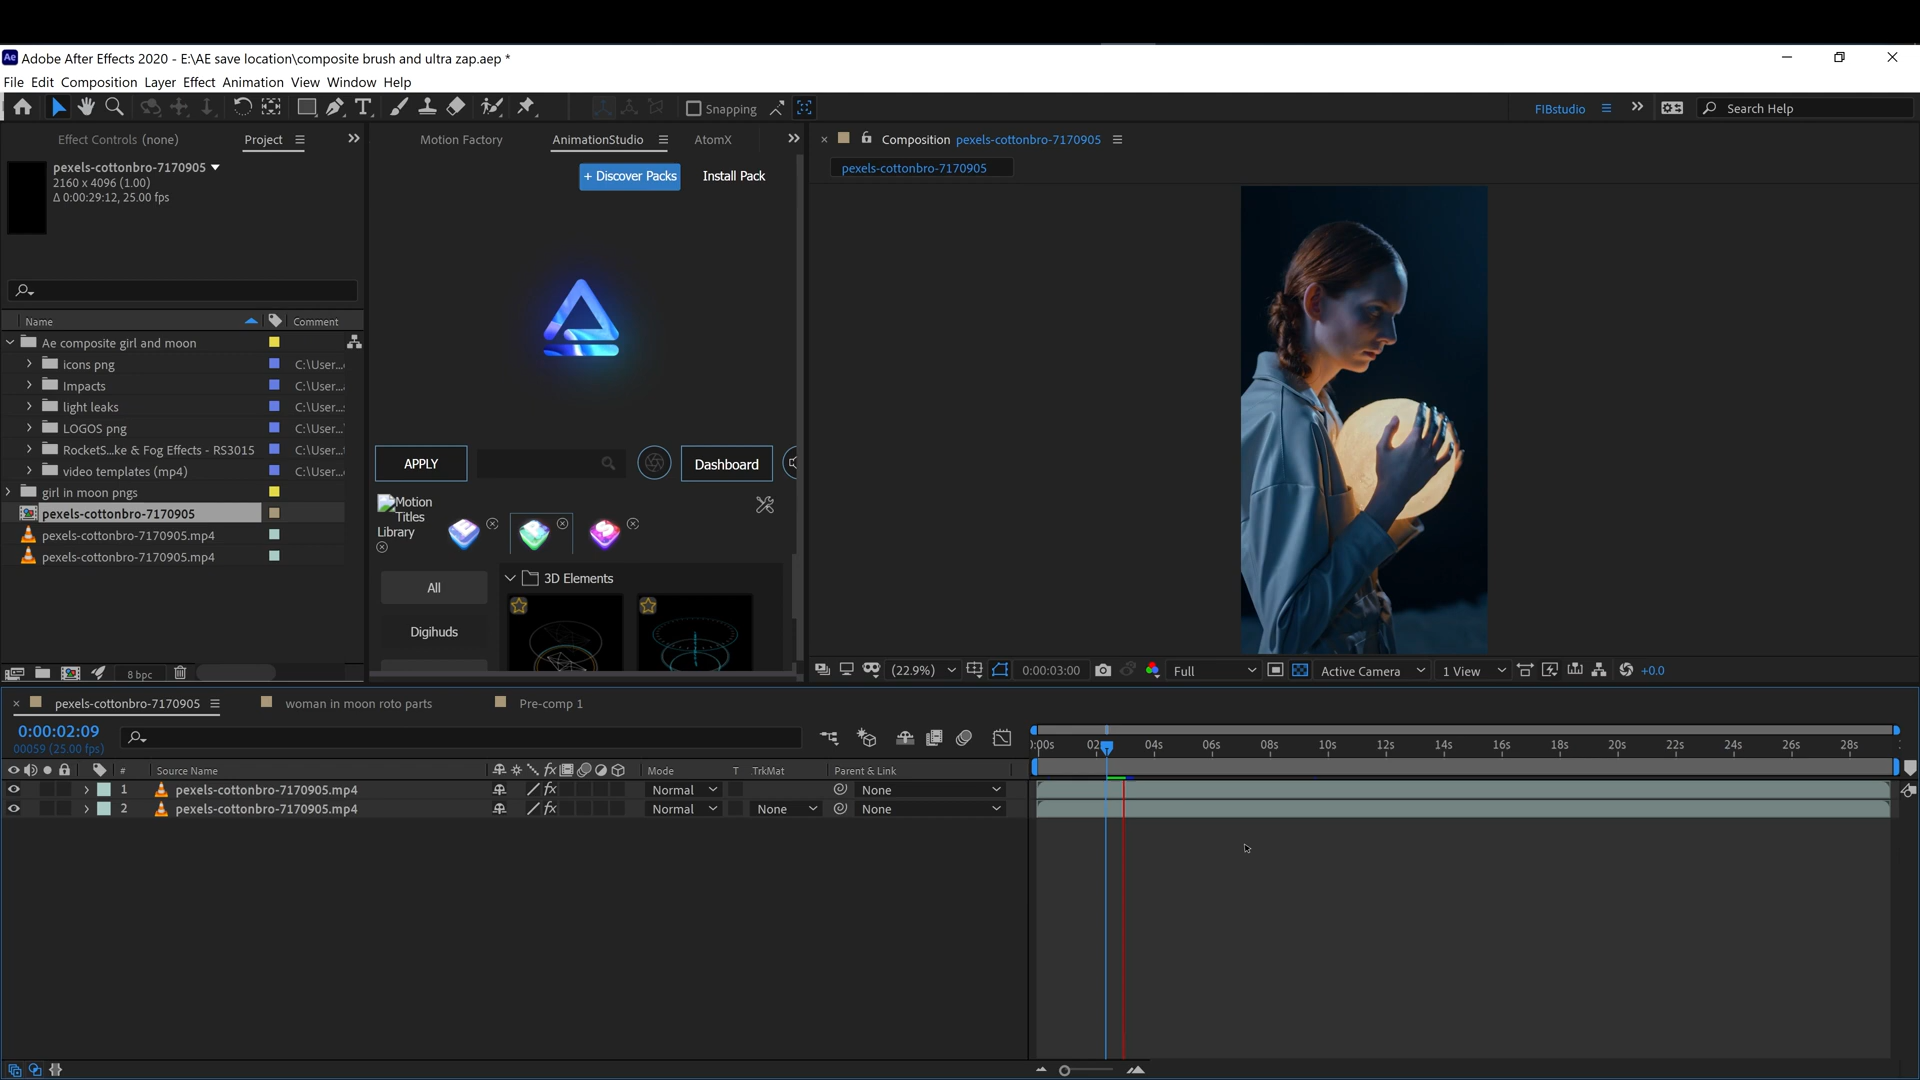 Adobe After Effects 2020 - E:\AE save location\composite brush and ultra zap.aep *
File Edit Composition Layer Effect Animation View Window Help
Snapping
FIBstudio
Search Help
Effect Controls (none)
Project
Motion Factory
AnimationStudio
AtomX
Composition pexels-cottonbro-7170905
pexels-cottonbro-7170905
2160 x 4096 (1.00)
Δ 0:00:29:12, 25.00 fps
+ Discover Packs
Install Pack
pexels-cottonbro-7170905
Name
Comment
Ae composite girl and moon
icons png
C:\User...
Impacts
C:\User...
light leaks
C:\User...
LOGOS png
C:\User...
RocketS...ke & Fog Effects - RS3015
C:\User...
video templates (mp4)
C:\User...
girl in moon pngs
pexels-cottonbro-7170905
pexels-cottonbro-7170905.mp4
pexels-cottonbro-7170905.mp4
APPLY
Dashboard
Motion
Titles
Library
All
3D Elements
Digihuds
8 bpc
(22.9%)
0:00:03:00
Full
Active Camera
1 View
+0.0
pexels-cottonbro-7170905
woman in moon roto parts
Pre-comp 1
0:00:02:09
00059 (25.00 fps)
:00s 02 04s 06s 08s 10s 12s 14s 16s 18s 20s 22s 24s 26s 28s
# Source Name
fx
Mode
T .TrkMat
Parent & Link
1 pexels-cottonbro-7170905.mp4 fx Normal None
2 pexels-cottonbro-7170905.mp4 fx Normal None None